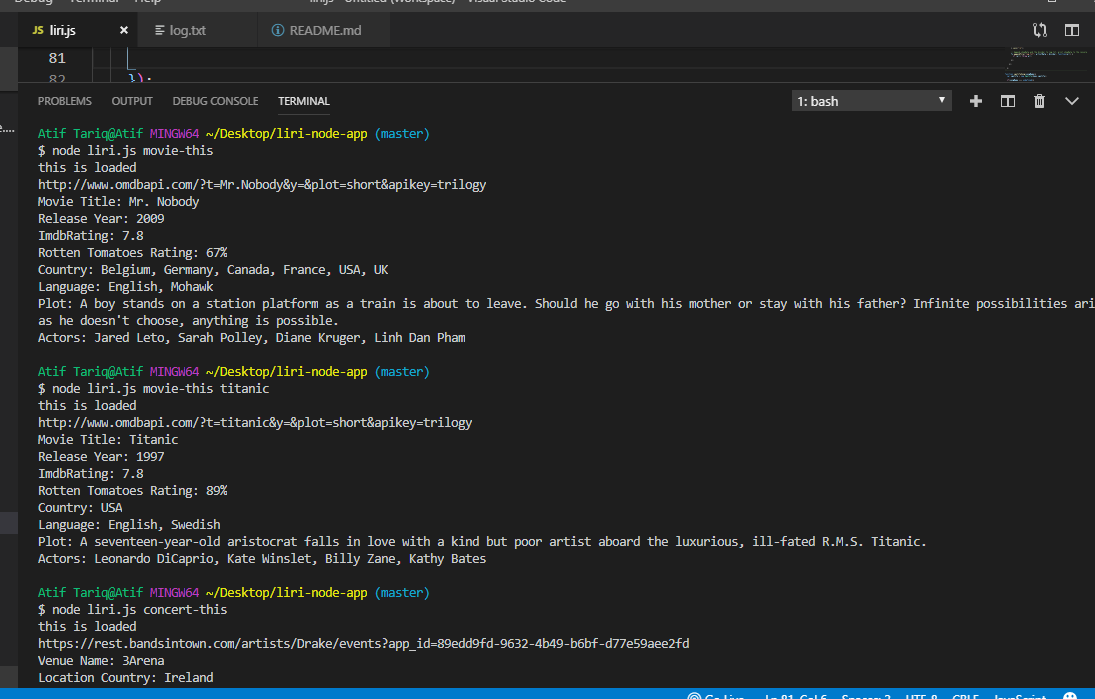 Debug Terminal Help lirijs - Untitled (Workspace) - Visual Studio Code
JS liri.js × log.txt README.md
81
82 });
PROBLEMS OUTPUT DEBUG CONSOLE TERMINAL 1: bash
Atif Tariq@Atif MINGW64 ~/Desktop/liri-node-app (master)
$ node liri.js movie-this
this is loaded
http://www.omdbapi.com/?t=Mr.Nobody&y=&plot=short&apikey=trilogy
Movie Title: Mr. Nobody
Release Year: 2009
ImdbRating: 7.8
Rotten Tomatoes Rating: 67%
Country: Belgium, Germany, Canada, France, USA, UK
Language: English, Mohawk
Plot: A boy stands on a station platform as a train is about to leave. Should he go with his mother or stay with his father? Infinite possibilities ari
as he doesn't choose, anything is possible.
Actors: Jared Leto, Sarah Polley, Diane Kruger, Linh Dan Pham
Atif Tariq@Atif MINGW64 ~/Desktop/liri-node-app (master)
$ node liri.js movie-this titanic
this is loaded
http://www.omdbapi.com/?t=titanic&y=&plot=short&apikey=trilogy
Movie Title: Titanic
Release Year: 1997
ImdbRating: 7.8
Rotten Tomatoes Rating: 89%
Country: USA
Language: English, Swedish
Plot: A seventeen-year-old aristocrat falls in love with a kind but poor artist aboard the luxurious, ill-fated R.M.S. Titanic.
Actors: Leonardo DiCaprio, Kate Winslet, Billy Zane, Kathy Bates
Atif Tariq@Atif MINGW64 ~/Desktop/liri-node-app (master)
$ node liri.js concert-this
this is loaded
https://rest.bandsintown.com/artists/Drake/events?app_id=89edd9fd-9632-4b49-b6bf-d77e59aee2fd
Venue Name: 3Arena
Location Country: Ireland
Go Live Ln 81, Col 6 Spaces: 2 UTF-8 CRLF JavaScript